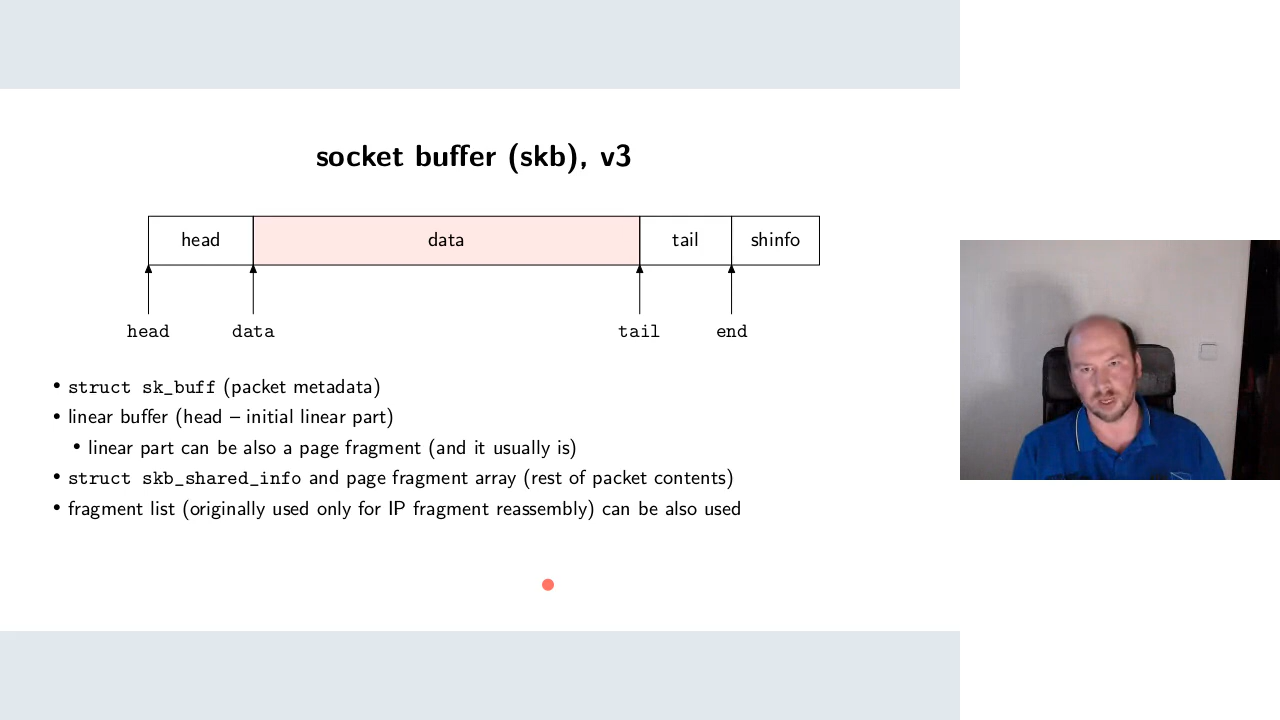 socket buffer (skb), v3
head data tail shinfo
head data tail end
• struct sk_buff (packet metadata)
• linear buffer (head – initial linear part)
• linear part can be also a page fragment (and it usually is)
• struct skb_shared_info and page fragment array (rest of packet contents)
• fragment list (originally used only for IP fragment reassembly) can be also used